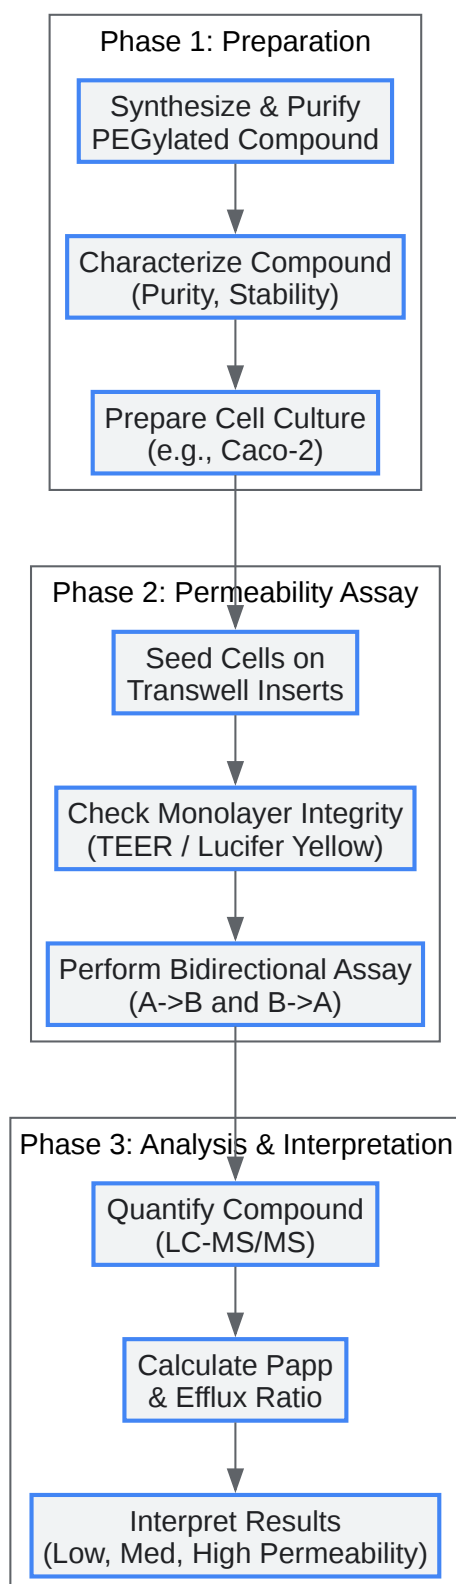 Phase 1: Preparation
Synthesize & Purify
PEGylated Compound
Characterize Compound
(Purity, Stability)
Prepare Cell Culture
(e.g., Caco-2)
Phase 2: Permeability Assay
Seed Cells on
Transwell Inserts
Check Monolayer Integrity
(TEER / Lucifer Yellow)
Perform Bidirectional Assay
(A->B and B->A)
Phase 3: Analysis & Interpretation
Quantify Compound
(LC-MS/MS)
Calculate Papp
& Efflux Ratio
Interpret Results
(Low, Med, High Permeability)